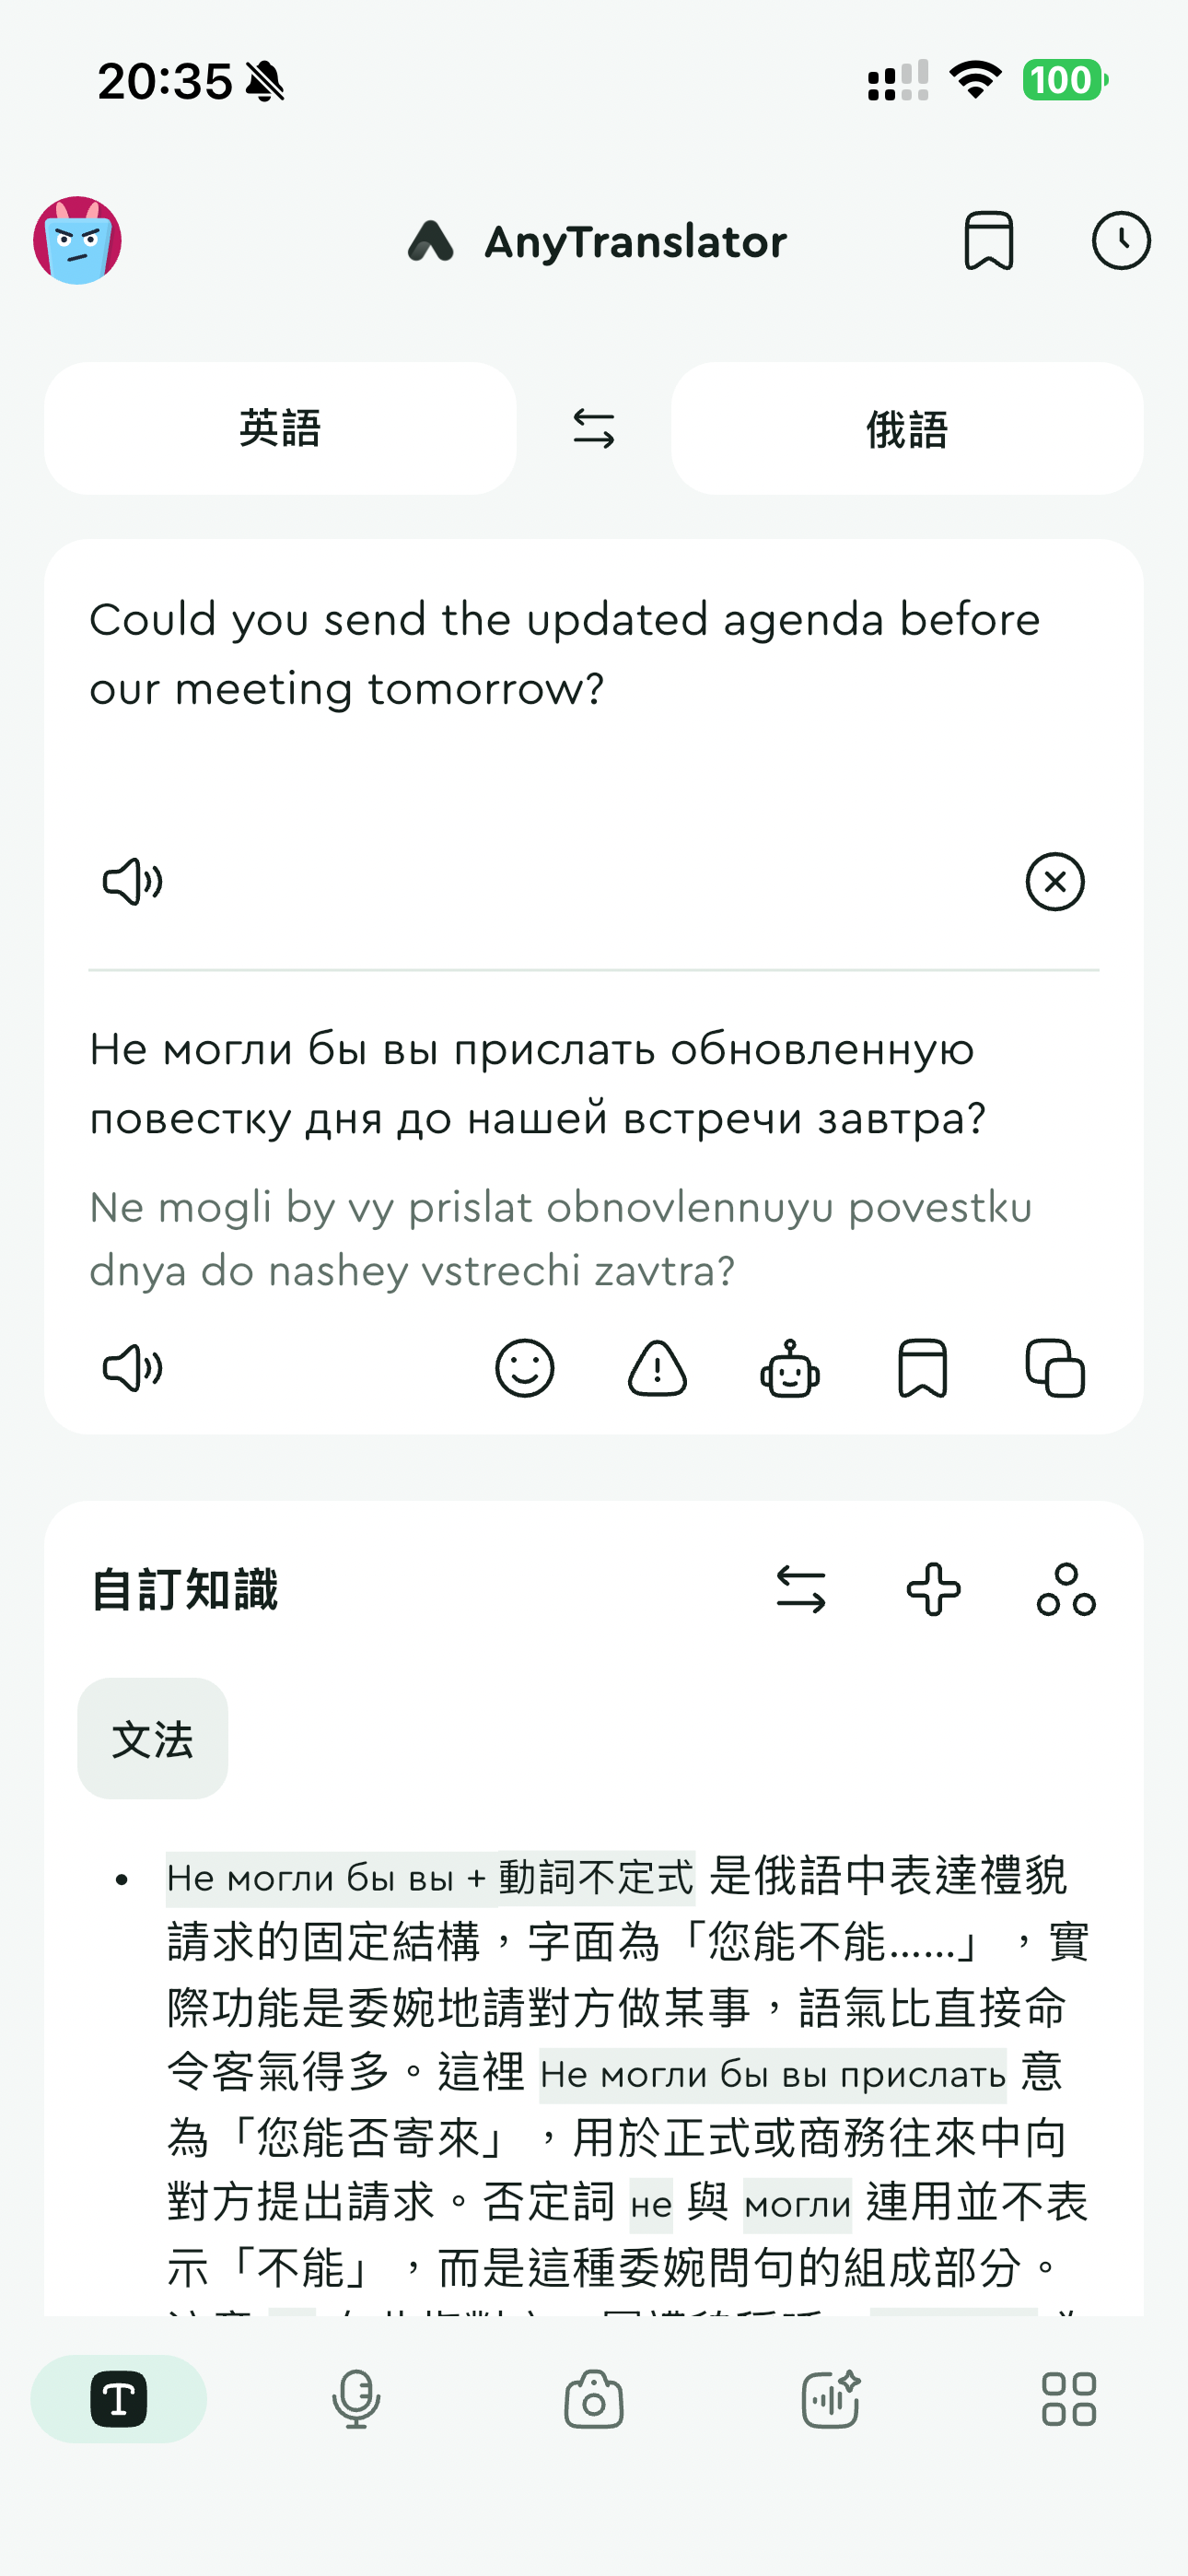 20:35
100
AnyTranslator
英語
俄語
Could you send the updated agenda before
our meeting tomorrow?
Не могли бы вы прислать обновленную
повестку дня до нашей встречи завтра?
Ne mogli by vy prislat obnovlennuyu povestku
dnya do nashey vstrechi zavtra?
自訂知識
文法
• Не могли бы вы + 動詞不定式 是俄語中表達禮貌
請求的固定結構，字面為「您能不能……」，實
際功能是委婉地請對方做某事，語氣比直接命
令客氣得多。這裡 Не могли бы вы прислать 意
為「您能否寄來」，用於正式或商務往來中向
對方提出請求。否定詞 не 與 могли 連用並不表
示「不能」，而是這種委婉問句的組成部分。
T